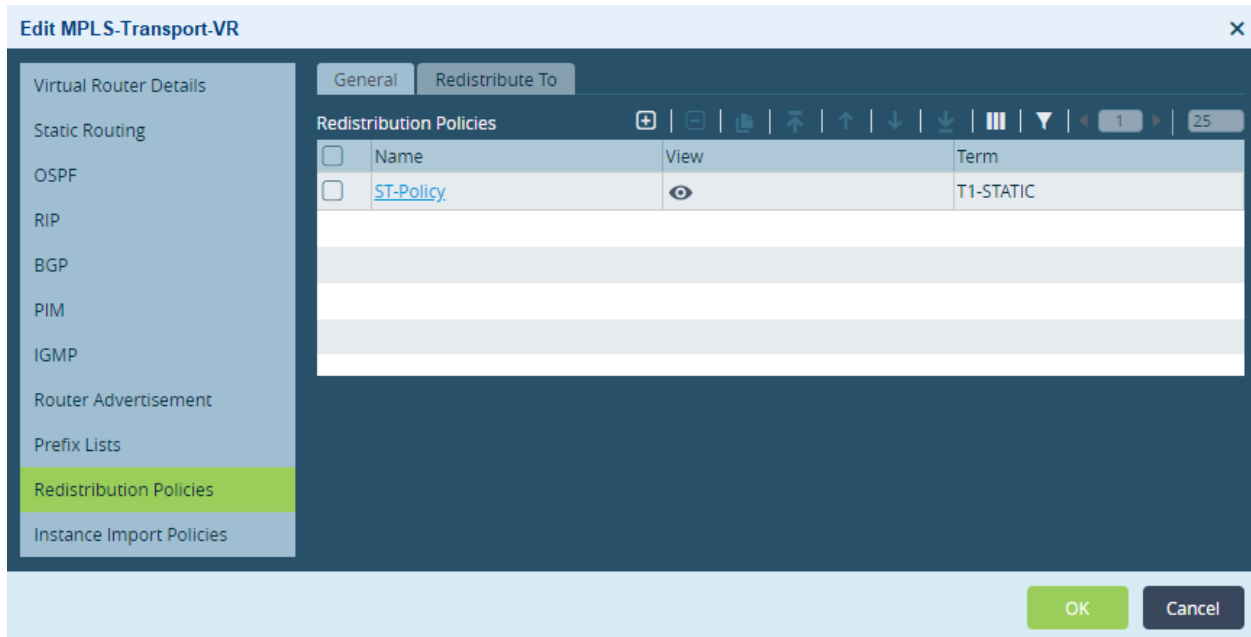 Edit MPLS-Transport-VR
Virtual Router Details
Static Routing
OSPF
RIP
BGP
PIM
IGMP
Router Advertisement
Prefix Lists
Redistribution Policies
Instance Import Policies
General Redistribute To
Redistribution Policies 1 25
Name View Term
ST-Policy T1-STATIC
OK Cancel